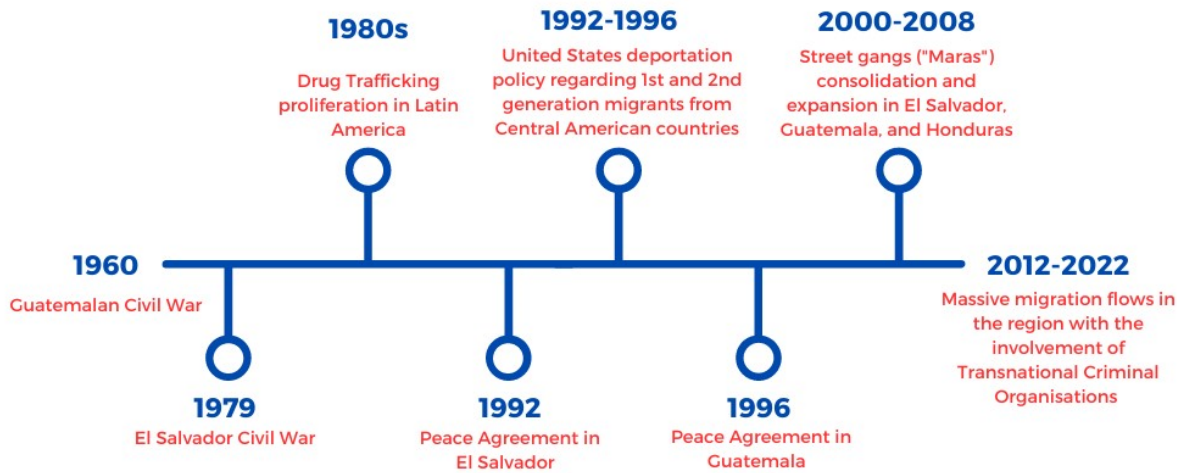 1980s
Drug Trafficking
proliferation in Latin
America
1992-1996
United States deportation
policy regarding 1st and 2nd
generation migrants from
Central American countries
2000-2008
Street gangs ("Maras")
consolidation and
expansion in El Salvador,
Guatemala, and Honduras
1960
Guatemalan Civil War
2012-2022
Massive migration flows in
the region with the
involvement of
Transnational Criminal
Organisations
1979
El Salvador Civil War
1992
Peace Agreement in
El Salvador
1996
Peace Agreement in
Guatemala